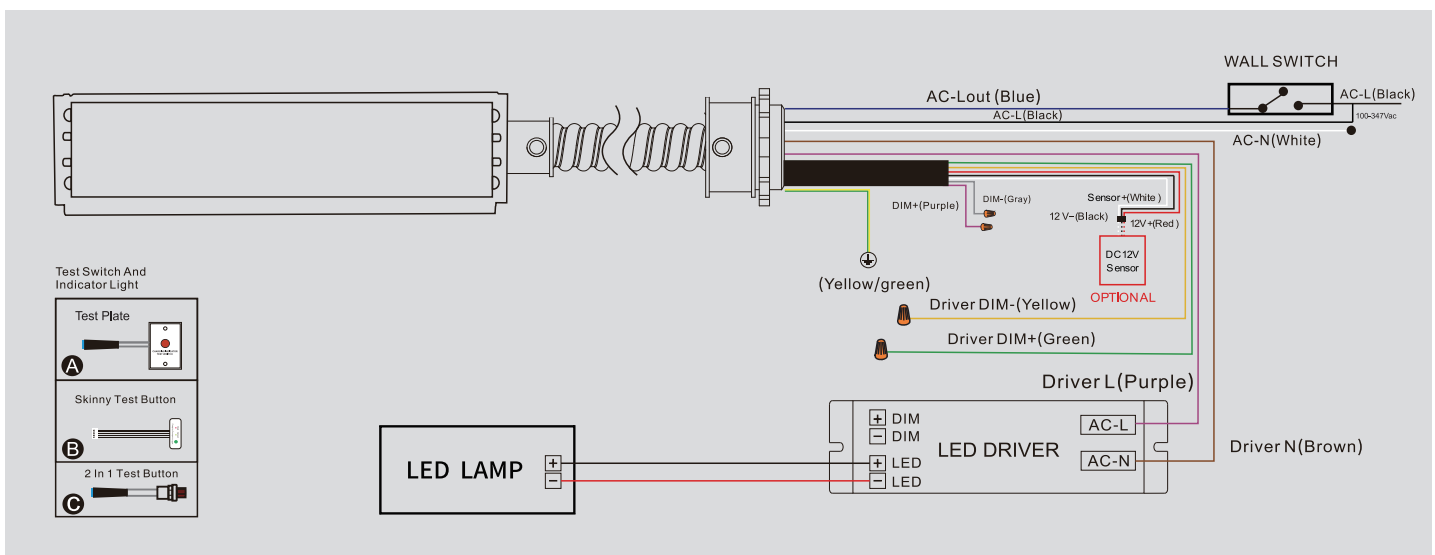 WALL SWITCH
AC-Lout (Blue)
AC-L(Black)
AC-L(Black)
100-347Vac
AC-N(White)
DIM+(Purple)
DIM-(Gray)
Sensor+(White )
12 V-(Black)
12V+(Red )
DC12V
Sensor
OPTIONAL
(Yellow/green)
Driver DIM-(Yellow)
Driver DIM+(Green)
Driver L(Purple)
Driver N(Brown)
Test Switch And
Indicator Light
Test Plate
A
Skinny Test Button
B
2 In 1 Test Button
C
LED LAMP
+
−
+ DIM
− DIM
+ LED
− LED
LED DRIVER
AC-L
AC-N